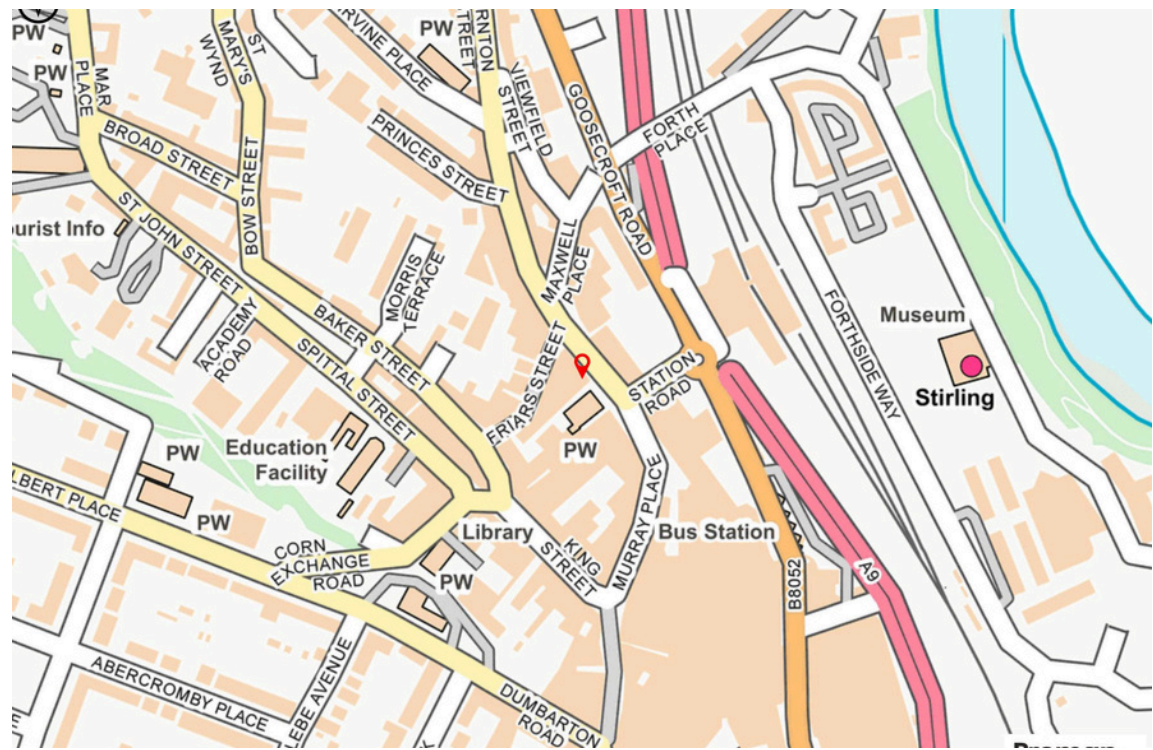 PW
PW
MAR
PLACE
ST
MARY'S
WYND
BROAD STREET
BOW STREET
ST JOHN STREET
ourist Info
ACADEMY
ROAD
SPITTAL STREET
BAKER STREET
MORRIS
TERRACE
PW
IRVINE PLACE
PRINCES STREET
RNTON
STREET
VIEWFIELD
STREET
GOOSECROFT ROAD
FORTH
PLACE
MAXWELL
PLACE
FRIARS STREET
STATION
ROAD
PW
MURRAY PLACE
FORTHSIDE WAY
Museum
Stirling
Education
Facility
PW
PW
LBERT PLACE
CORN
EXCHANGE
ROAD
Library
PW
KING
STREET
Bus Station
B8052
A9
ABERCROMBY PLACE
LEBE AVENUE
DUMBARTON
ROAD